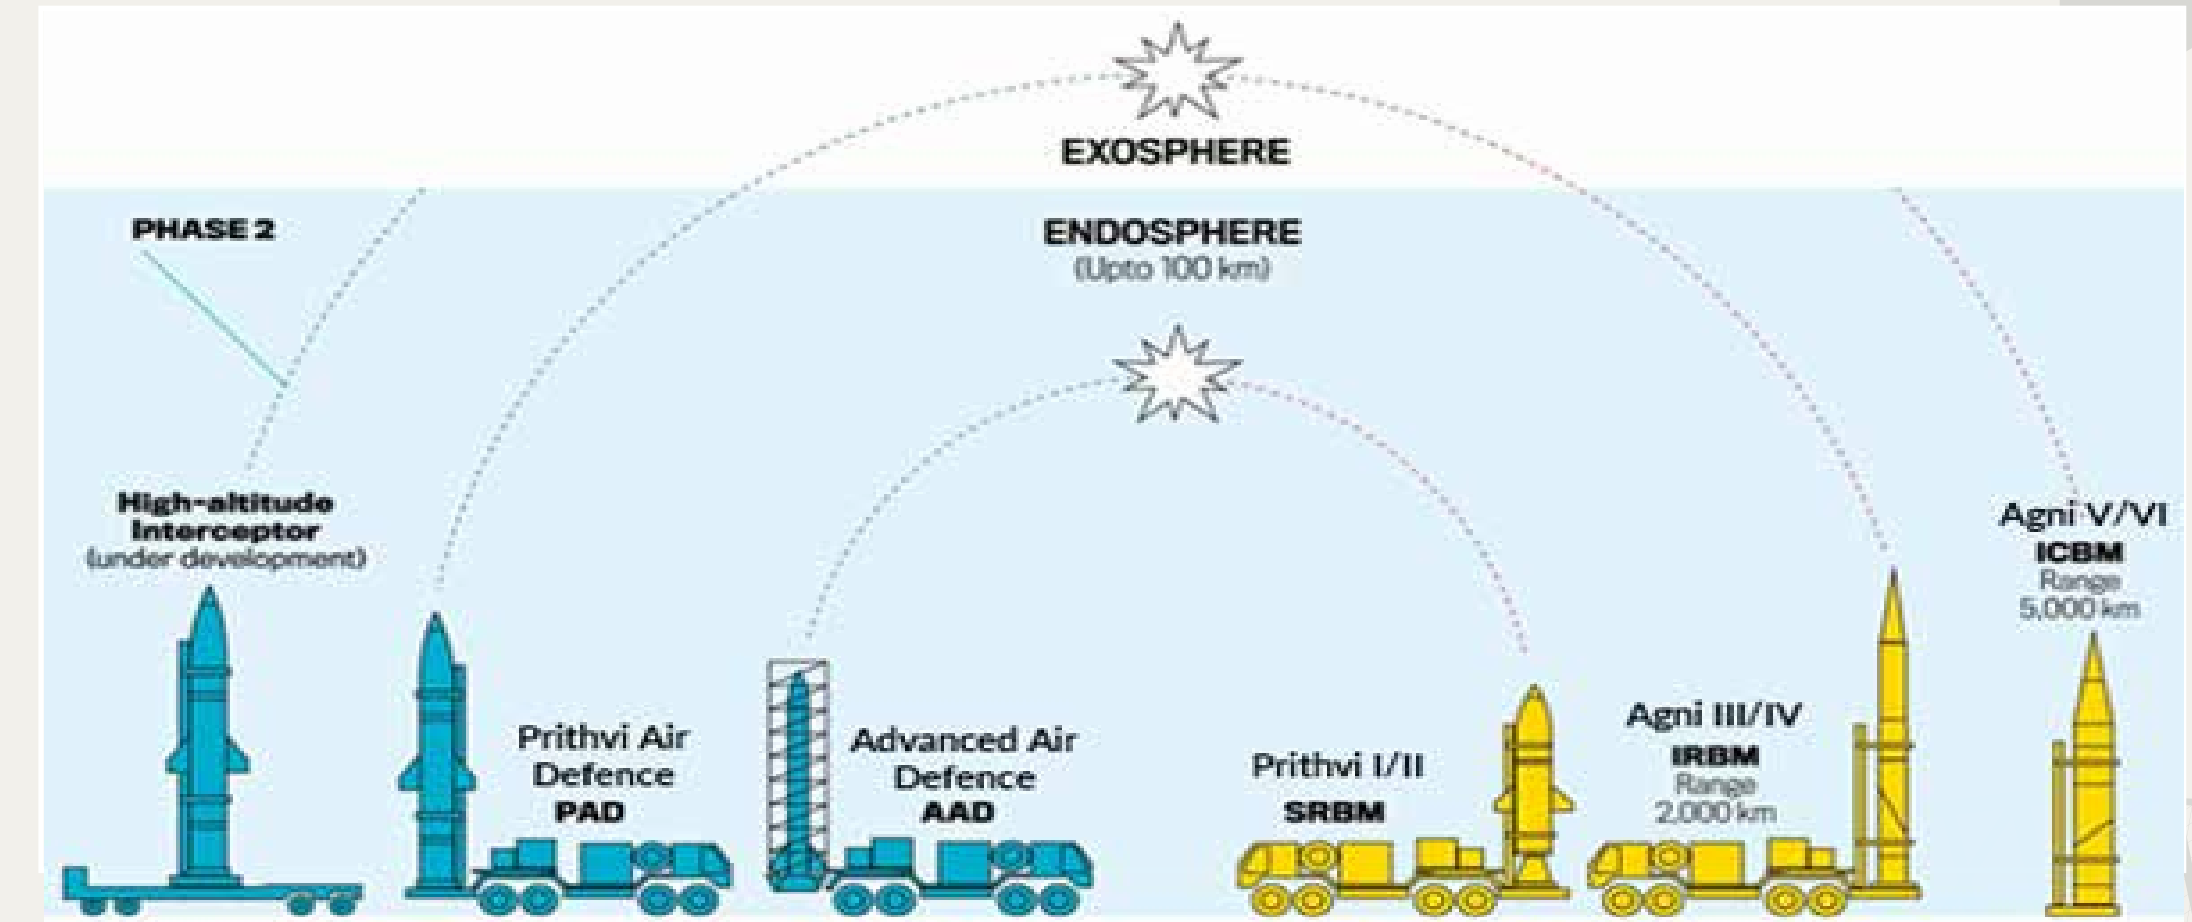 EXOSPHERE
PHASE 2
ENDOSPHERE
(Upto 100 km)
High-altitude
Interceptor
(under development)
Prithvi Air
Defence
PAD
Advanced Air
Defence
AAD
Prithvi I/II
SRBM
Agni III/IV
IRBM
Range
2,000 km
Agni V/VI
ICBM
Range
5,000 km